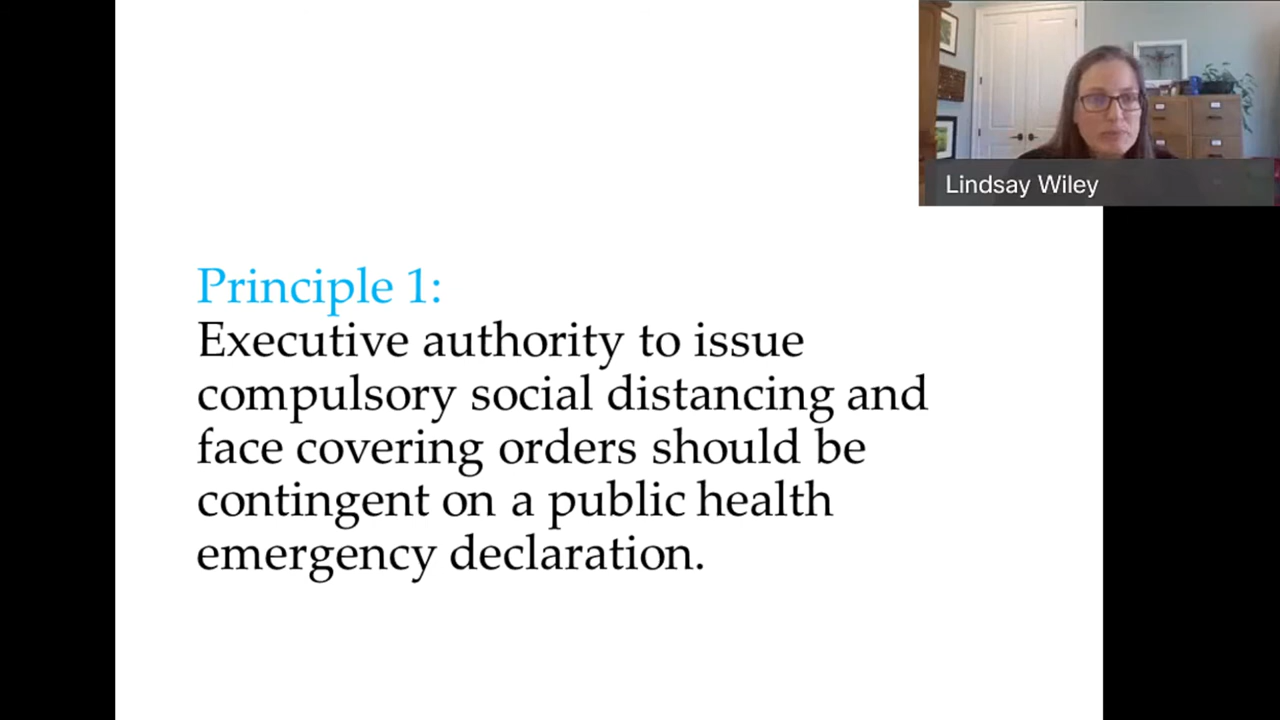 Lindsay Wiley
Principle 1:
Executive authority to issue
compulsory social distancing and
face covering orders should be
contingent on a public health
emergency declaration.